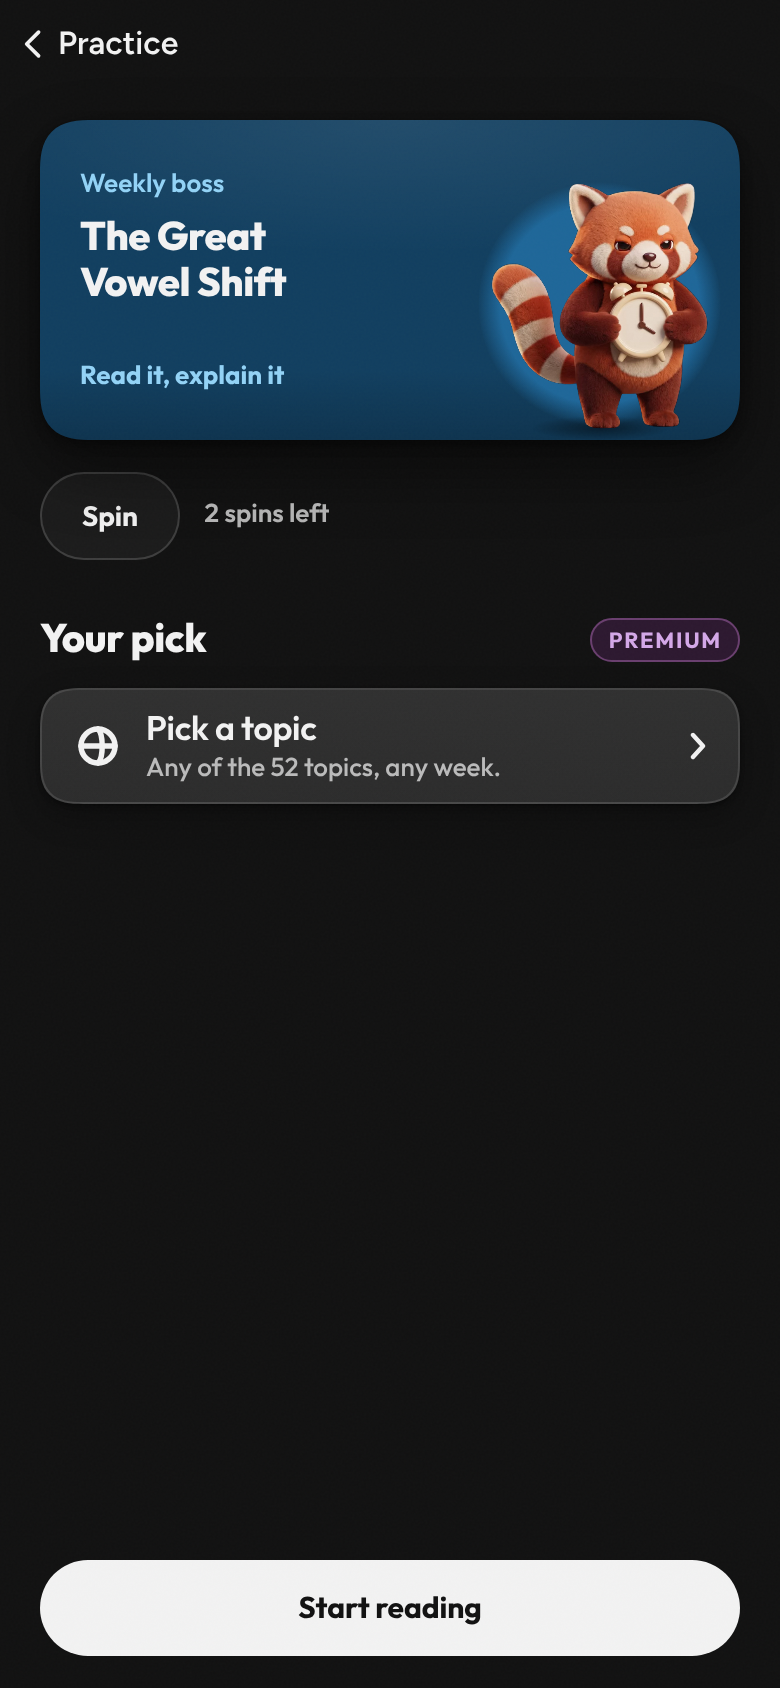 Practice
Weekly boss
The Great
Vowel Shift
Read it, explain it
Spin
2 spins left
Your pick
PREMIUM
Pick a topic
Any of the 52 topics, any week.
Start reading